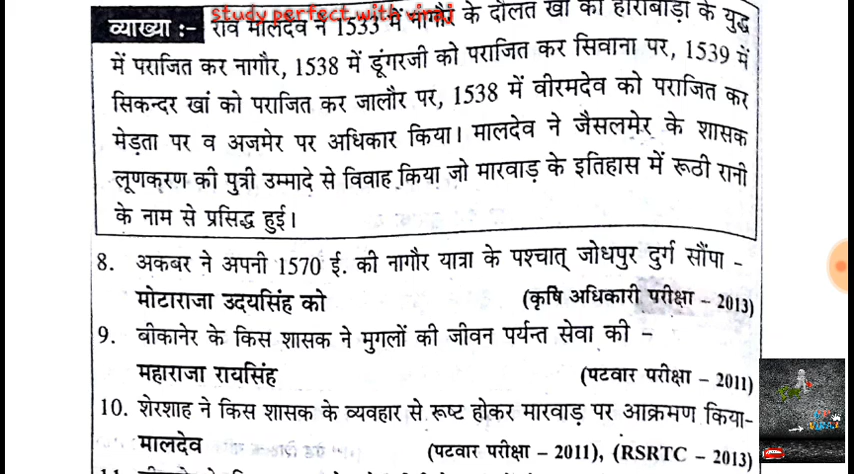 study perfect with viraj
व्याख्या :- राव मालदेव ने 1533 में नागौर के दौलत खां को हीराबाड़ी के युद्ध
में पराजित कर नागौर, 1538 में डूंगरजी को पराजित कर सिवाना पर, 1539 में
सिकन्दर खां को पराजित कर जालौर पर, 1538 में वीरमदेव को पराजित कर
मेड़ता पर व अजमेर पर अधिकार किया। मालदेव ने जैसलमेर के शासक
लूणकरण की पुत्री उम्मादे से विवाह किया जो मारवाड़ के इतिहास में रूठी रानी
के नाम से प्रसिद्ध हुई।
8. अकबर ने अपनी 1570 ई. की नागौर यात्रा के पश्चात् जोधपुर दुर्ग सौंपा -
मोटाराजा उदयसिंह को (कृषि अधिकारी परीक्षा - 2013)
9. बीकानेर के किस शासक ने मुगलों की जीवन पर्यन्त सेवा की -
महाराजा रायसिंह (पटवार परीक्षा - 2011)
10. शेरशाह ने किस शासक के व्यवहार से रूष्ट होकर मारवाड़ पर आक्रमण किया-
मालदेव (पटवार परीक्षा - 2011), (RSRTC - 2013)